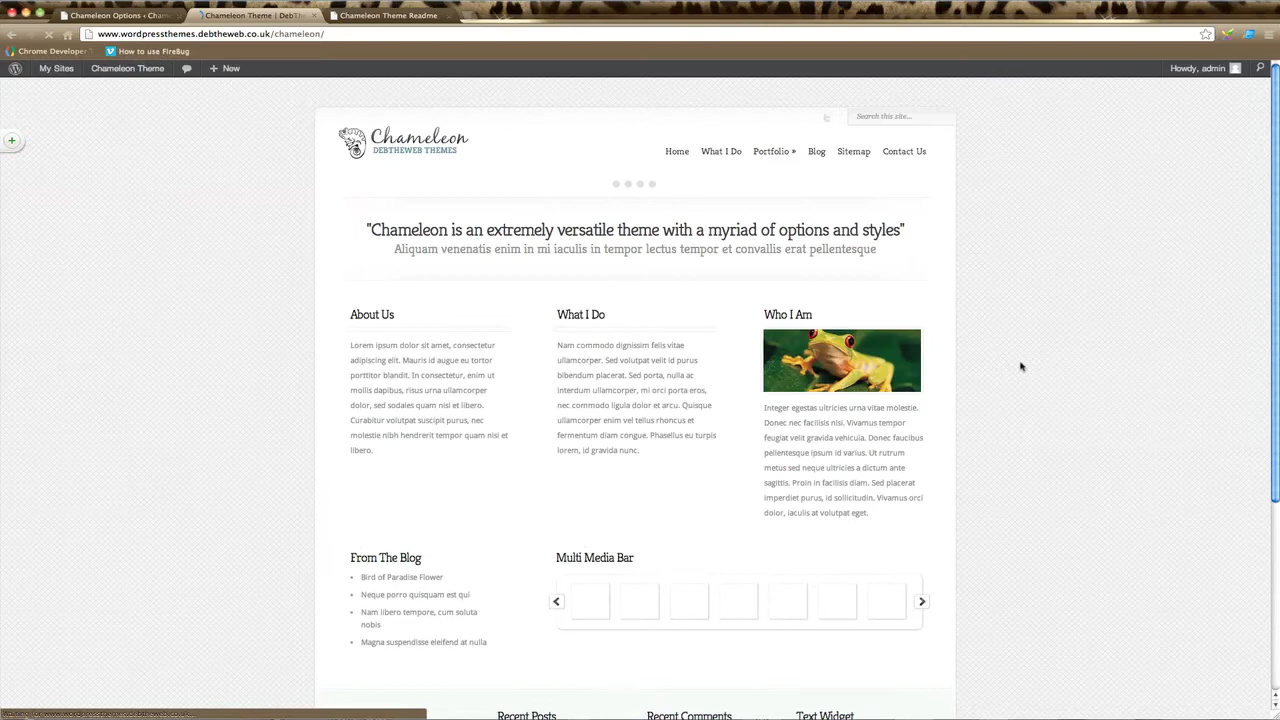 Chameleon Options ‹ Cham
Chameleon Theme | DebTh
Chameleon Theme Readme
www.wordpressthemes.debtheweb.co.uk/chameleon/
Chrome Developer
How to use FireBug
My Sites
Chameleon Theme
+ New
Howdy, admin
Search this site...
Chameleon
DEBTHEWEB THEMES
Home What I Do Portfolio » Blog Sitemap Contact Us
"Chameleon is an extremely versatile theme with a myriad of options and styles"
Aliquam venenatis enim in mi iaculis in tempor lectus tempor et convallis erat pellentesque
About Us
Lorem ipsum dolor sit amet, consectetur
adipiscing elit. Mauris id augue eu tortor
porttitor blandit. In consectetur, enim ut
mollis dapibus, risus urna ullamcorper
dolor, sed sodales quam nisi et libero.
Curabitur volutpat suscipit purus, nec
molestie nibh hendrerit tempor quam nisi et
libero.
What I Do
Nam commodo dignissim felis vitae
ullamcorper. Sed volutpat velit id purus
bibendum placerat. Sed porta, nulla ac
interdum ullamcorper, mi orci porta eros,
nec commodo ligula dolor et arcu. Quisque
ullamcorper enim vel tellus rhoncus et
fermentum diam congue. Phasellus eu turpis
lorem, id gravida nunc.
Who I Am
Integer egestas ultricies urna vitae molestie.
Donec nec facilisis nisi. Vivamus tempor
feugiat velit gravida vehicula. Donec faucibus
pellentesque ipsum id varius. Ut rutrum
metus sed neque ultricies a dictum ante
sagittis. Proin in facilisis diam. Sed placerat
imperdiet purus, id sollicitudin. Vivamus orci
dolor, iaculis at volutpat eget.
From The Blog
Bird of Paradise Flower
Neque porro quisquam est qui
Nam libero tempore, cum soluta
nobis
Magna suspendisse eleifend at nulla
Multi Media Bar
Recent Posts
Recent Comments
Text Widget
Waiting for www.wordpressthemes.debtheweb.co.uk...